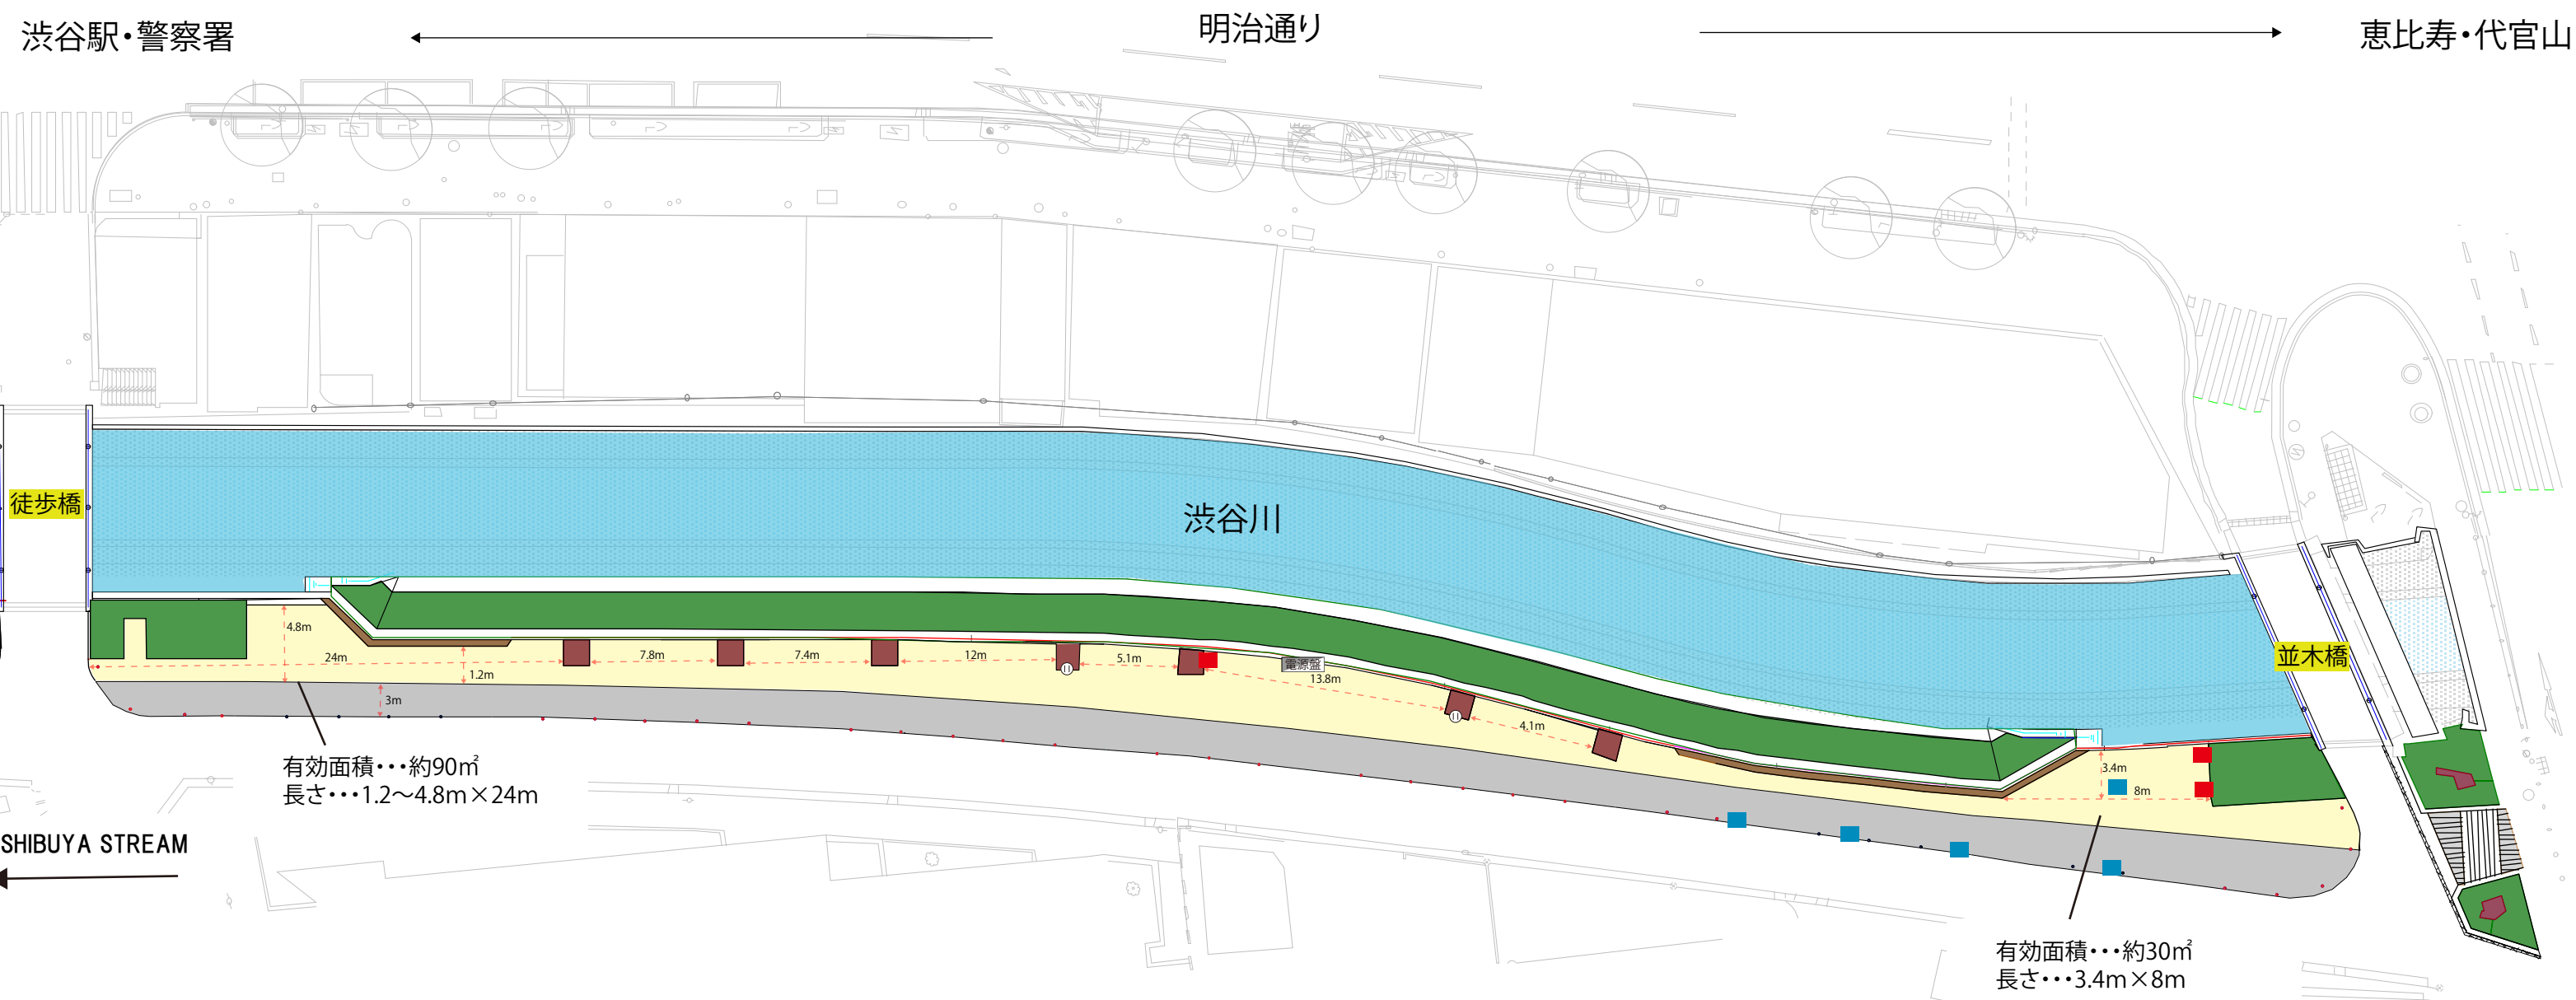 渋谷駅・警察署
明治通り
恵比寿・代官山
徒歩橋
渋谷川
並木橋
4.8m
24m
1.2m
3m
7.8m
7.4m
12m
5.1m
電源盤
13.8m
4.1m
3.4m
8m
有効面積・・・約90㎡
長さ・・・1.2〜4.8m×24m
SHIBUYA STREAM
有効面積・・・約30㎡
長さ・・・3.4m×8m